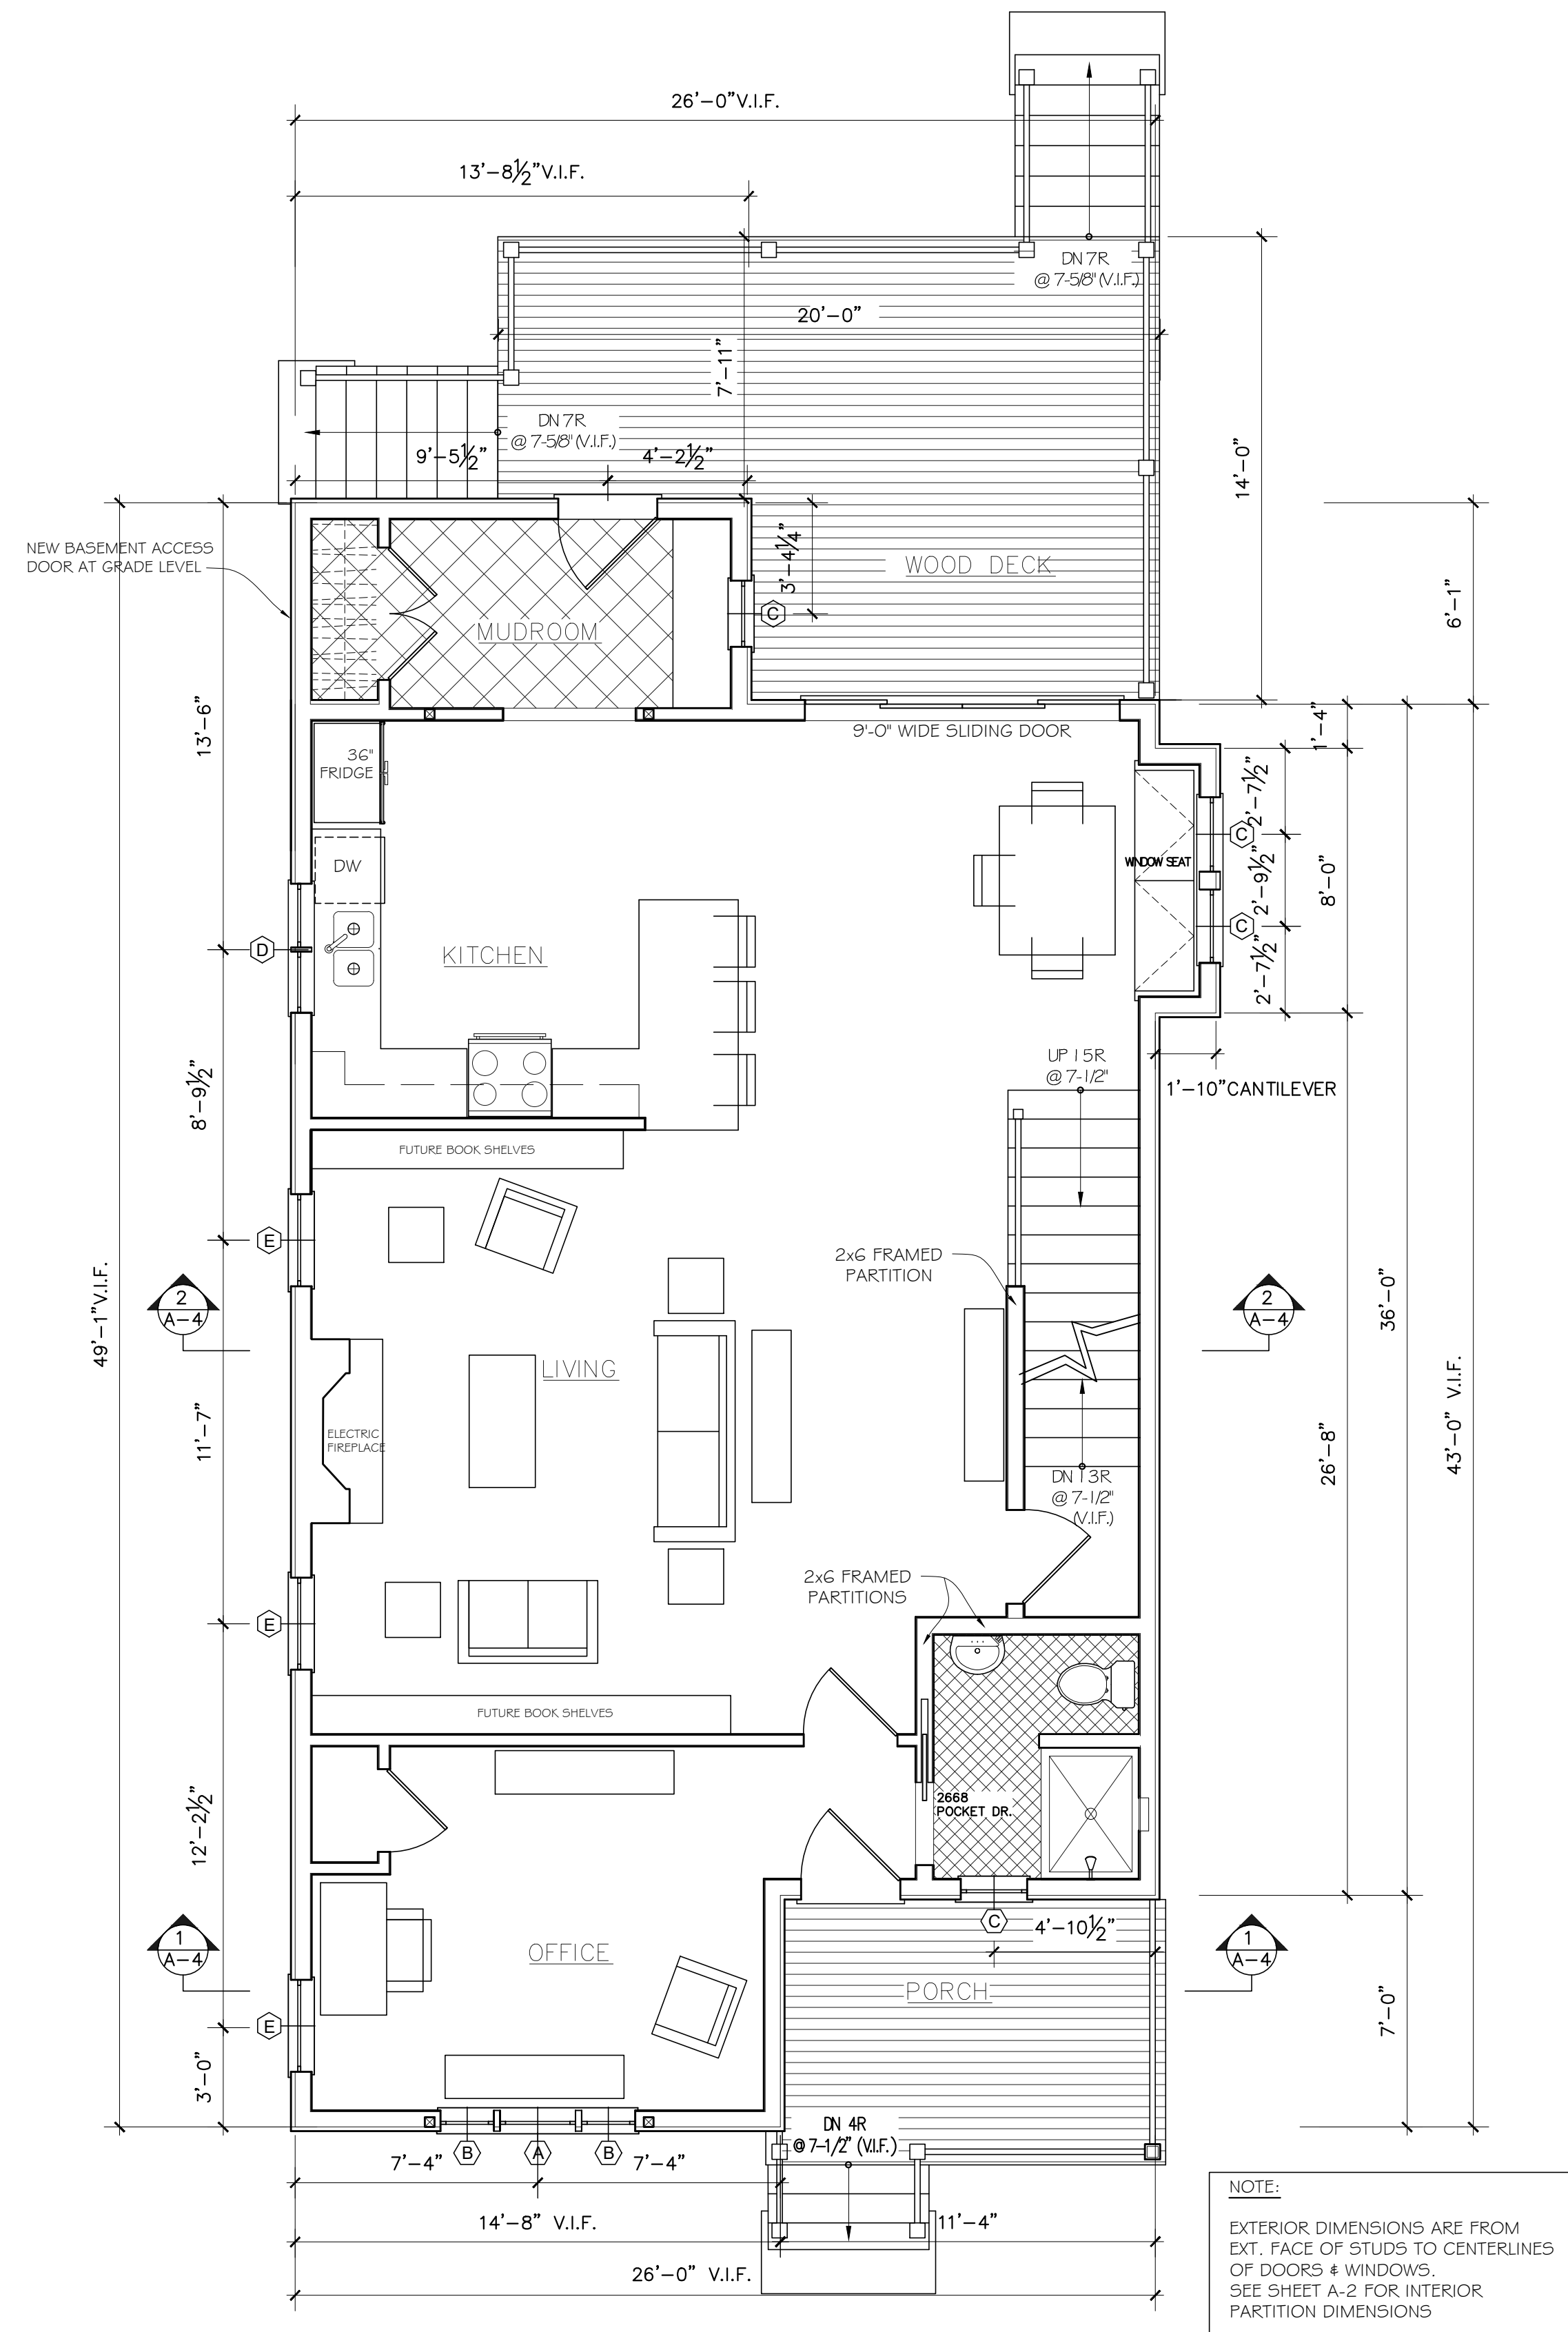 26'-0"V.I.F.
13'-8½"V.I.F.
DN 7R
@ 7-5/8" (V.I.F.)
20'-0"
7'-11"
DN 7R
@ 7-5/8" (V.I.F.)
9'-5½"
4'-2½"
14'-0"
NEW BASEMENT ACCESS
DOOR AT GRADE LEVEL
3'-4¼"
WOOD DECK
C
MUDROOM
6'-1"
13'-6"
1'-4"
9'-0" WIDE SLIDING DOOR
36"
FRIDGE
2'-7½"
C
DW
WINDOW SEAT
2'-9½"
8'-0"
C
D
KITCHEN
2'-7½"
UP 15R
@ 7-1/2"
1'-10"CANTILEVER
8'-9½"
FUTURE BOOK SHELVES
E
2x6 FRAMED
PARTITION
49'-1"V.I.F.
2
A-4
2
A-4
36'-0"
LIVING
43'-0" V.I.F.
11'-7"
ELECTRIC
FIREPLACE
26'-8"
DN 13R
@ 7-1/2"
(V.I.F.)
2x6 FRAMED
PARTITIONS
E
FUTURE BOOK SHELVES
12'-2½"
2668
POCKET DR.
C
4'-10½"
1
A-4
OFFICE
1
A-4
PORCH
7'-0"
E
3'-0"
DN 4R
@ 7-1/2" (V.I.F.)
B
A
B
7'-4"
7'-4"
14'-8" V.I.F.
11'-4"
26'-0" V.I.F.
NOTE:
EXTERIOR DIMENSIONS ARE FROM
EXT. FACE OF STUDS TO CENTERLINES
OF DOORS & WINDOWS.
SEE SHEET A-2 FOR INTERIOR
PARTITION DIMENSIONS